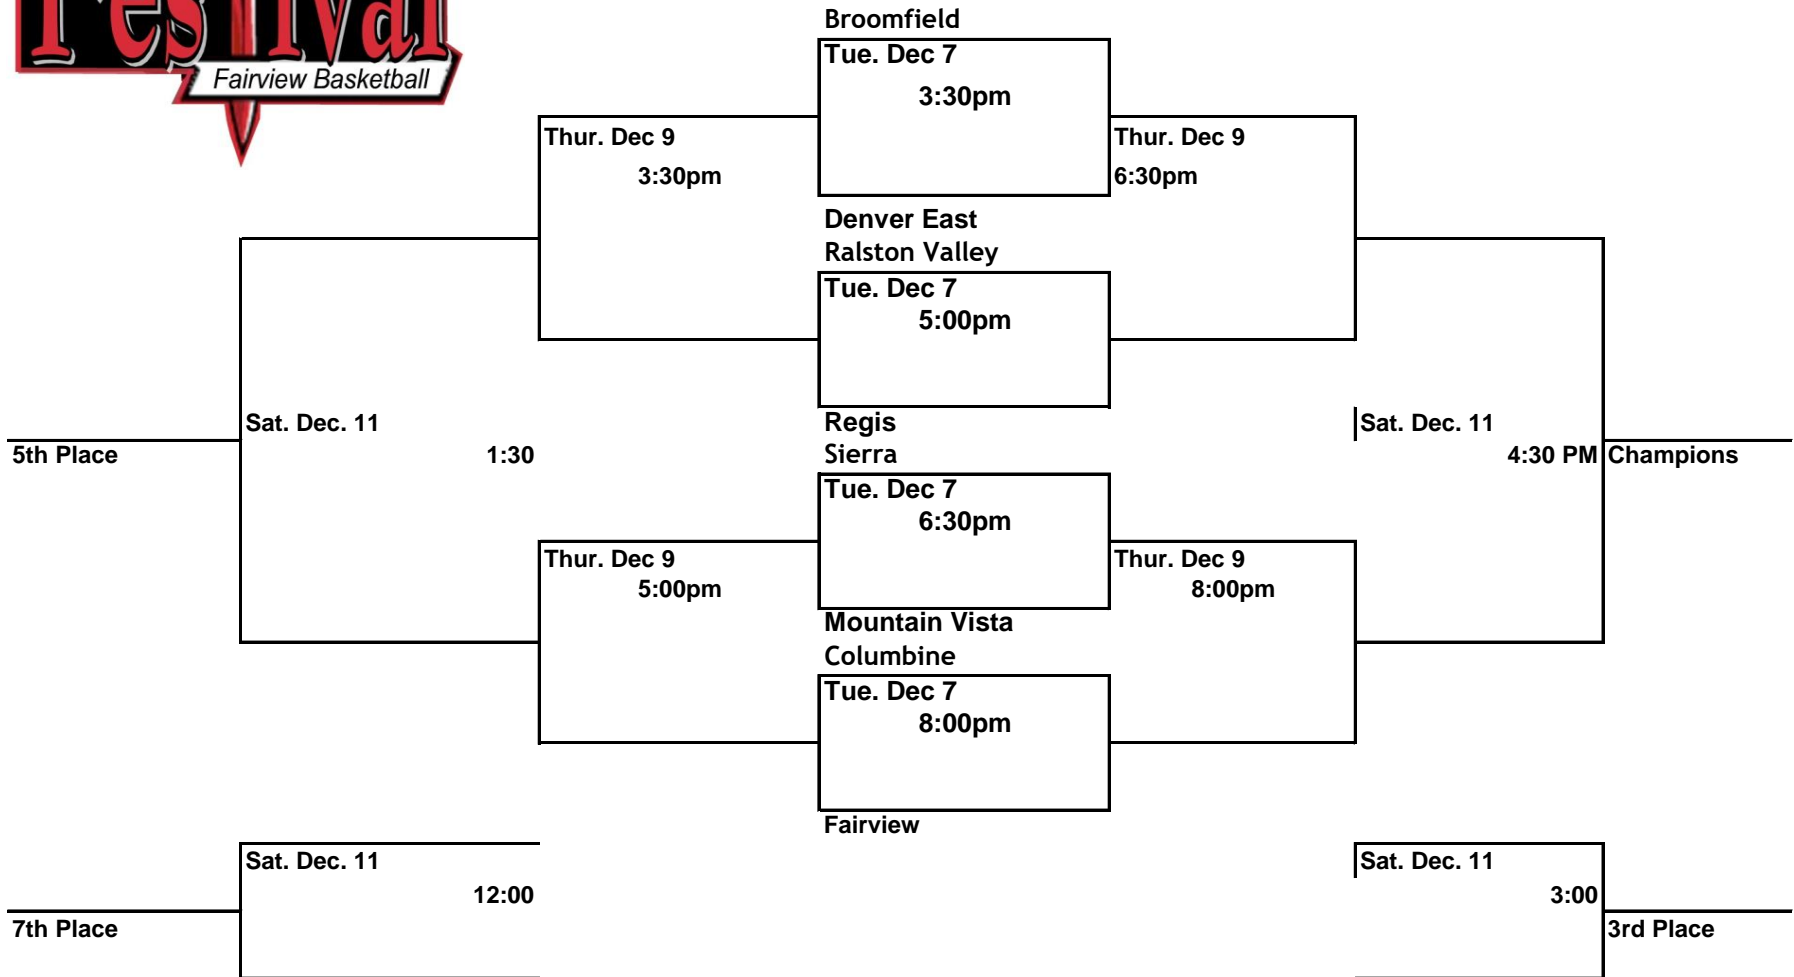 Festival
Fairview Basketball
Broomfield
Tue. Dec 7
3:30pm
Thur. Dec 9
3:30pm
Thur. Dec 9
6:30pm
Denver East
Ralston Valley
Tue. Dec 7
5:00pm
Sat. Dec. 11
1:30
5th Place
Regis
Sierra
Sat. Dec. 11
4:30 PM
Champions
Tue. Dec 7
6:30pm
Thur. Dec 9
5:00pm
Thur. Dec 9
8:00pm
Mountain Vista
Columbine
Tue. Dec 7
8:00pm
Fairview
Sat. Dec. 11
12:00
7th Place
Sat. Dec. 11
3:00
3rd Place